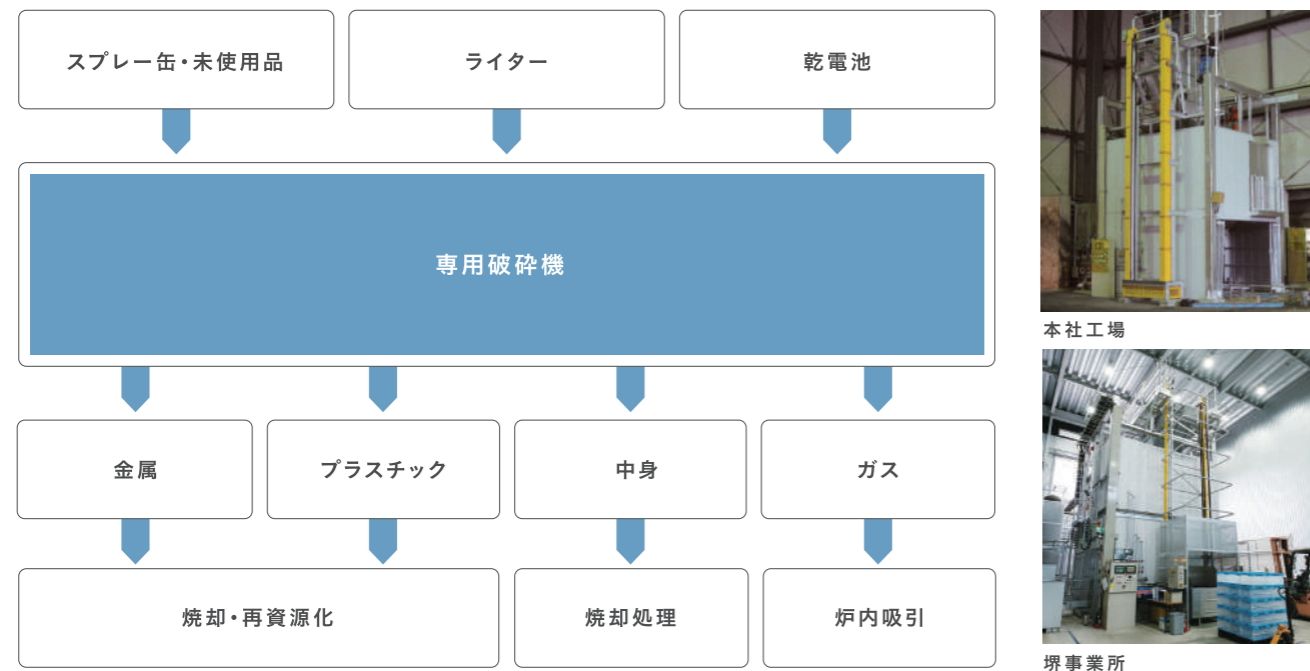 スプレー缶・未使用品
ライター
乾電池
専用破砕機
金属
プラスチック
中身
ガス
焼却・再資源化
焼却処理
炉内吸引
本社工場
堺事業所